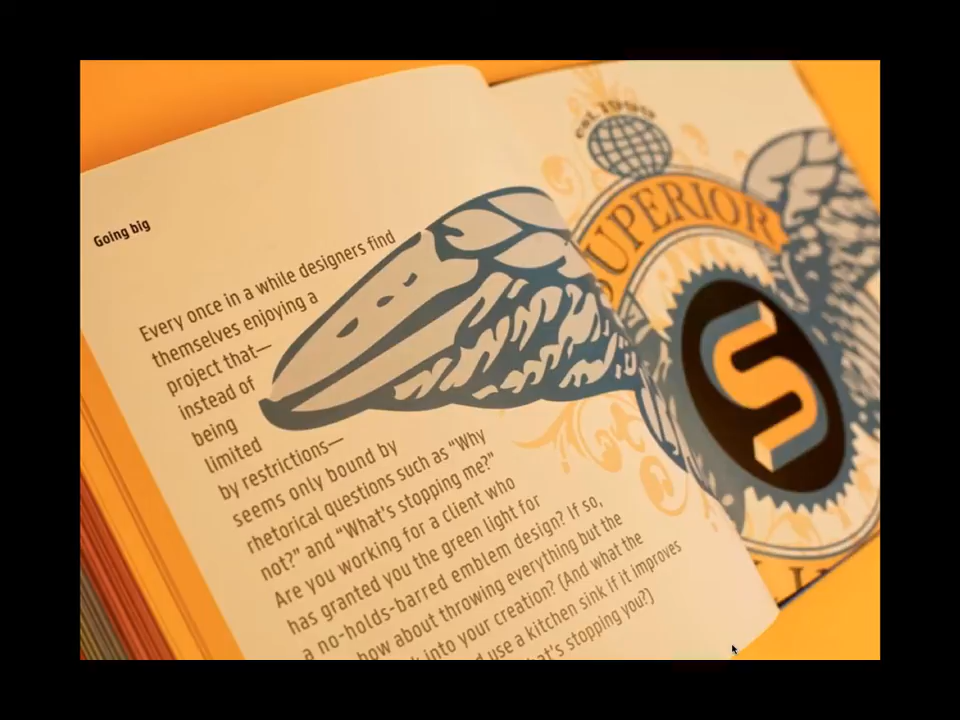 Going big
Every once in a while designers find
themselves enjoying a
project that—
instead of
being
limited
by restrictions—
seems only bound by
rhetorical questions such as "Why
not?" and "What's stopping me?"
Are you working for a client who
has granted you the green light for
a no-holds-barred emblem design? If so,
how about throwing everything but the
into your creation? (And what the
use a kitchen sink if it improves
stopping you?)
est. 1900
SUPERIOR
S